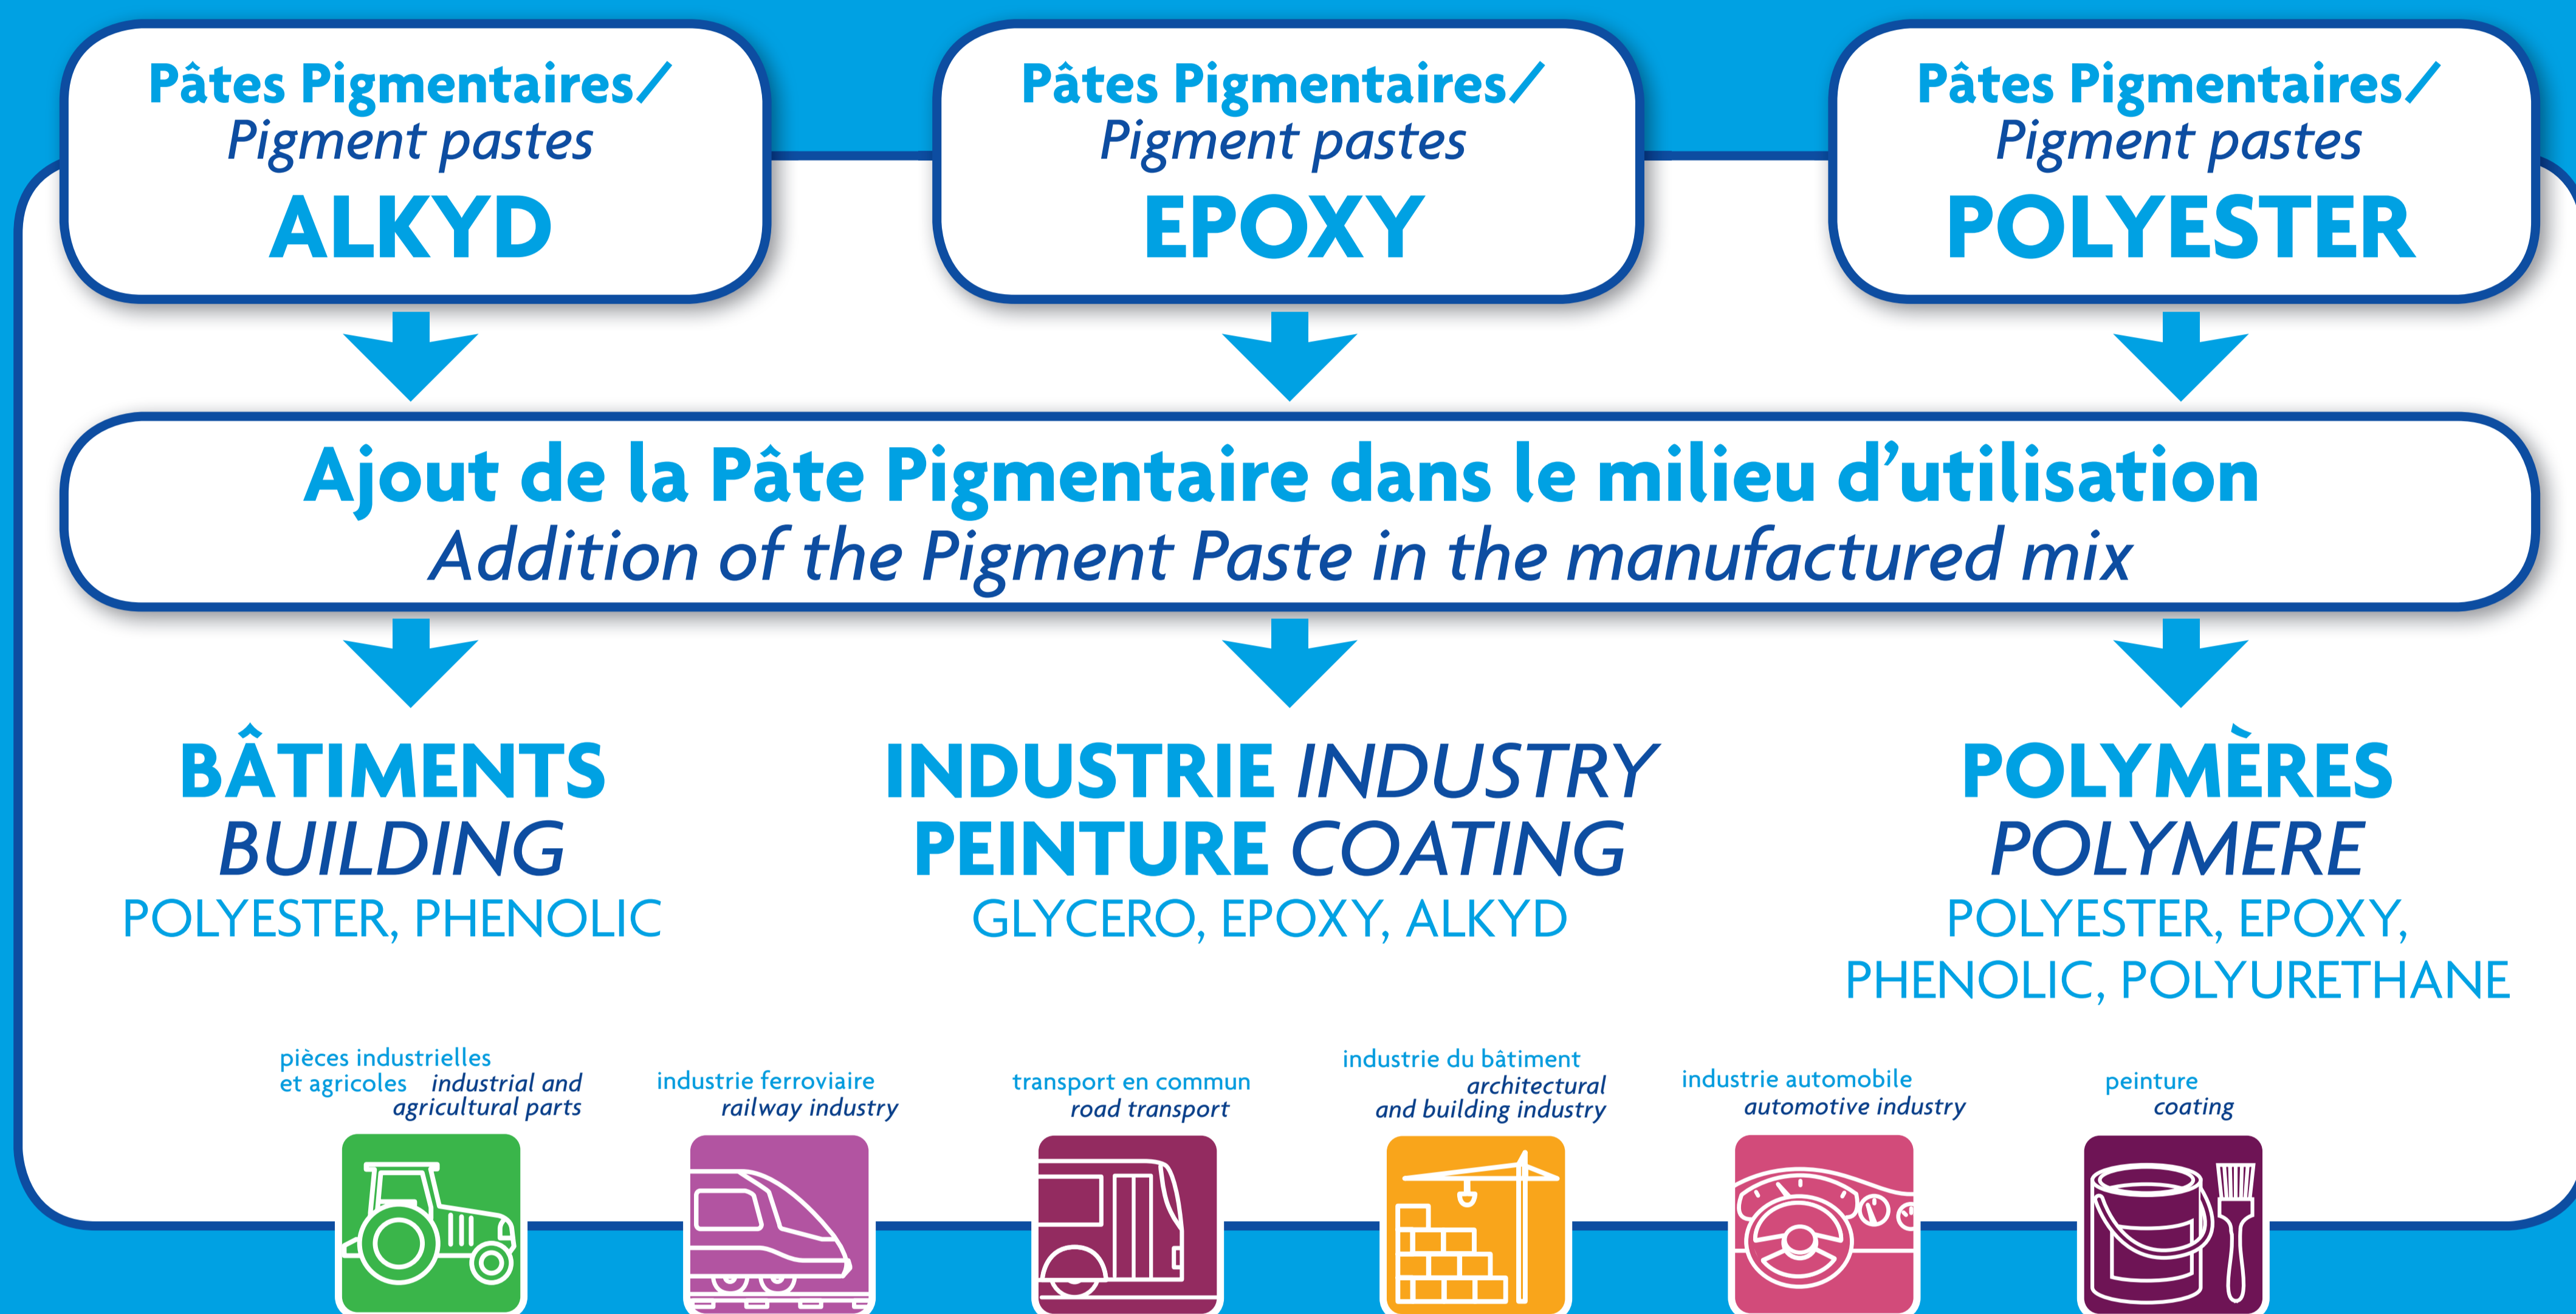 Pâtes Pigmentaires/
Pigment pastes
ALKYD
Pâtes Pigmentaires/
Pigment pastes
EPOXY
Pâtes Pigmentaires/
Pigment pastes
POLYESTER
Ajout de la Pâte Pigmentaire dans le milieu d’utilisation
Addition of the Pigment Paste in the manufactured mix
BÂTIMENTS
BUILDING
POLYESTER, PHENOLIC
INDUSTRIE INDUSTRY
PEINTURE COATING
GLYCERO, EPOXY, ALKYD
POLYMÈRES
POLYMERE
POLYESTER, EPOXY,
PHENOLIC, POLYURETHANE
pièces industrielles
et agricoles industrial and
agricultural parts
industrie ferroviaire
railway industry
transport en commun
road transport
industrie du bâtiment
architectural
and building industry
industrie automobile
automotive industry
peinture
coating